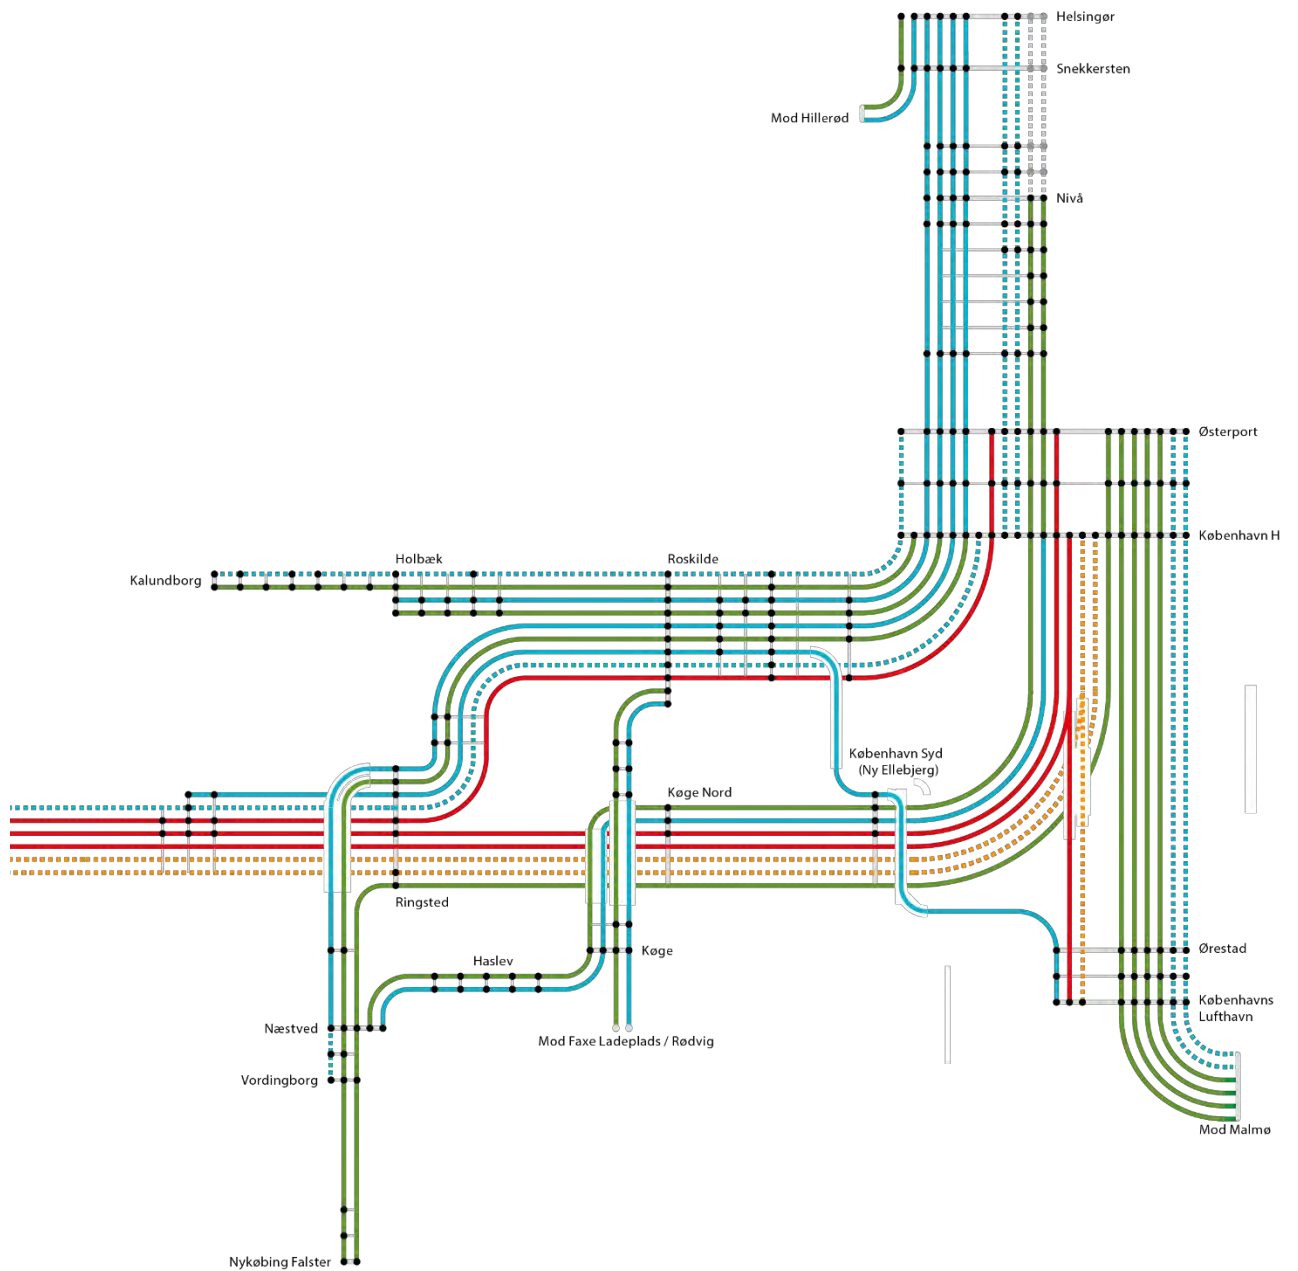 Helsingør
Snekkersten
Mod Hillerød
Nivå
Østerport
København H
Holbæk
Roskilde
Kalundborg
København Syd
(Ny Ellebjerg)
Køge Nord
Ringsted
Køge
Ørestad
Haslev
Københavns
Lufthavn
Næstved
Mod Faxe Ladeplads / Rødvig
Vordingborg
Mod Malmø
Nykøbing Falster